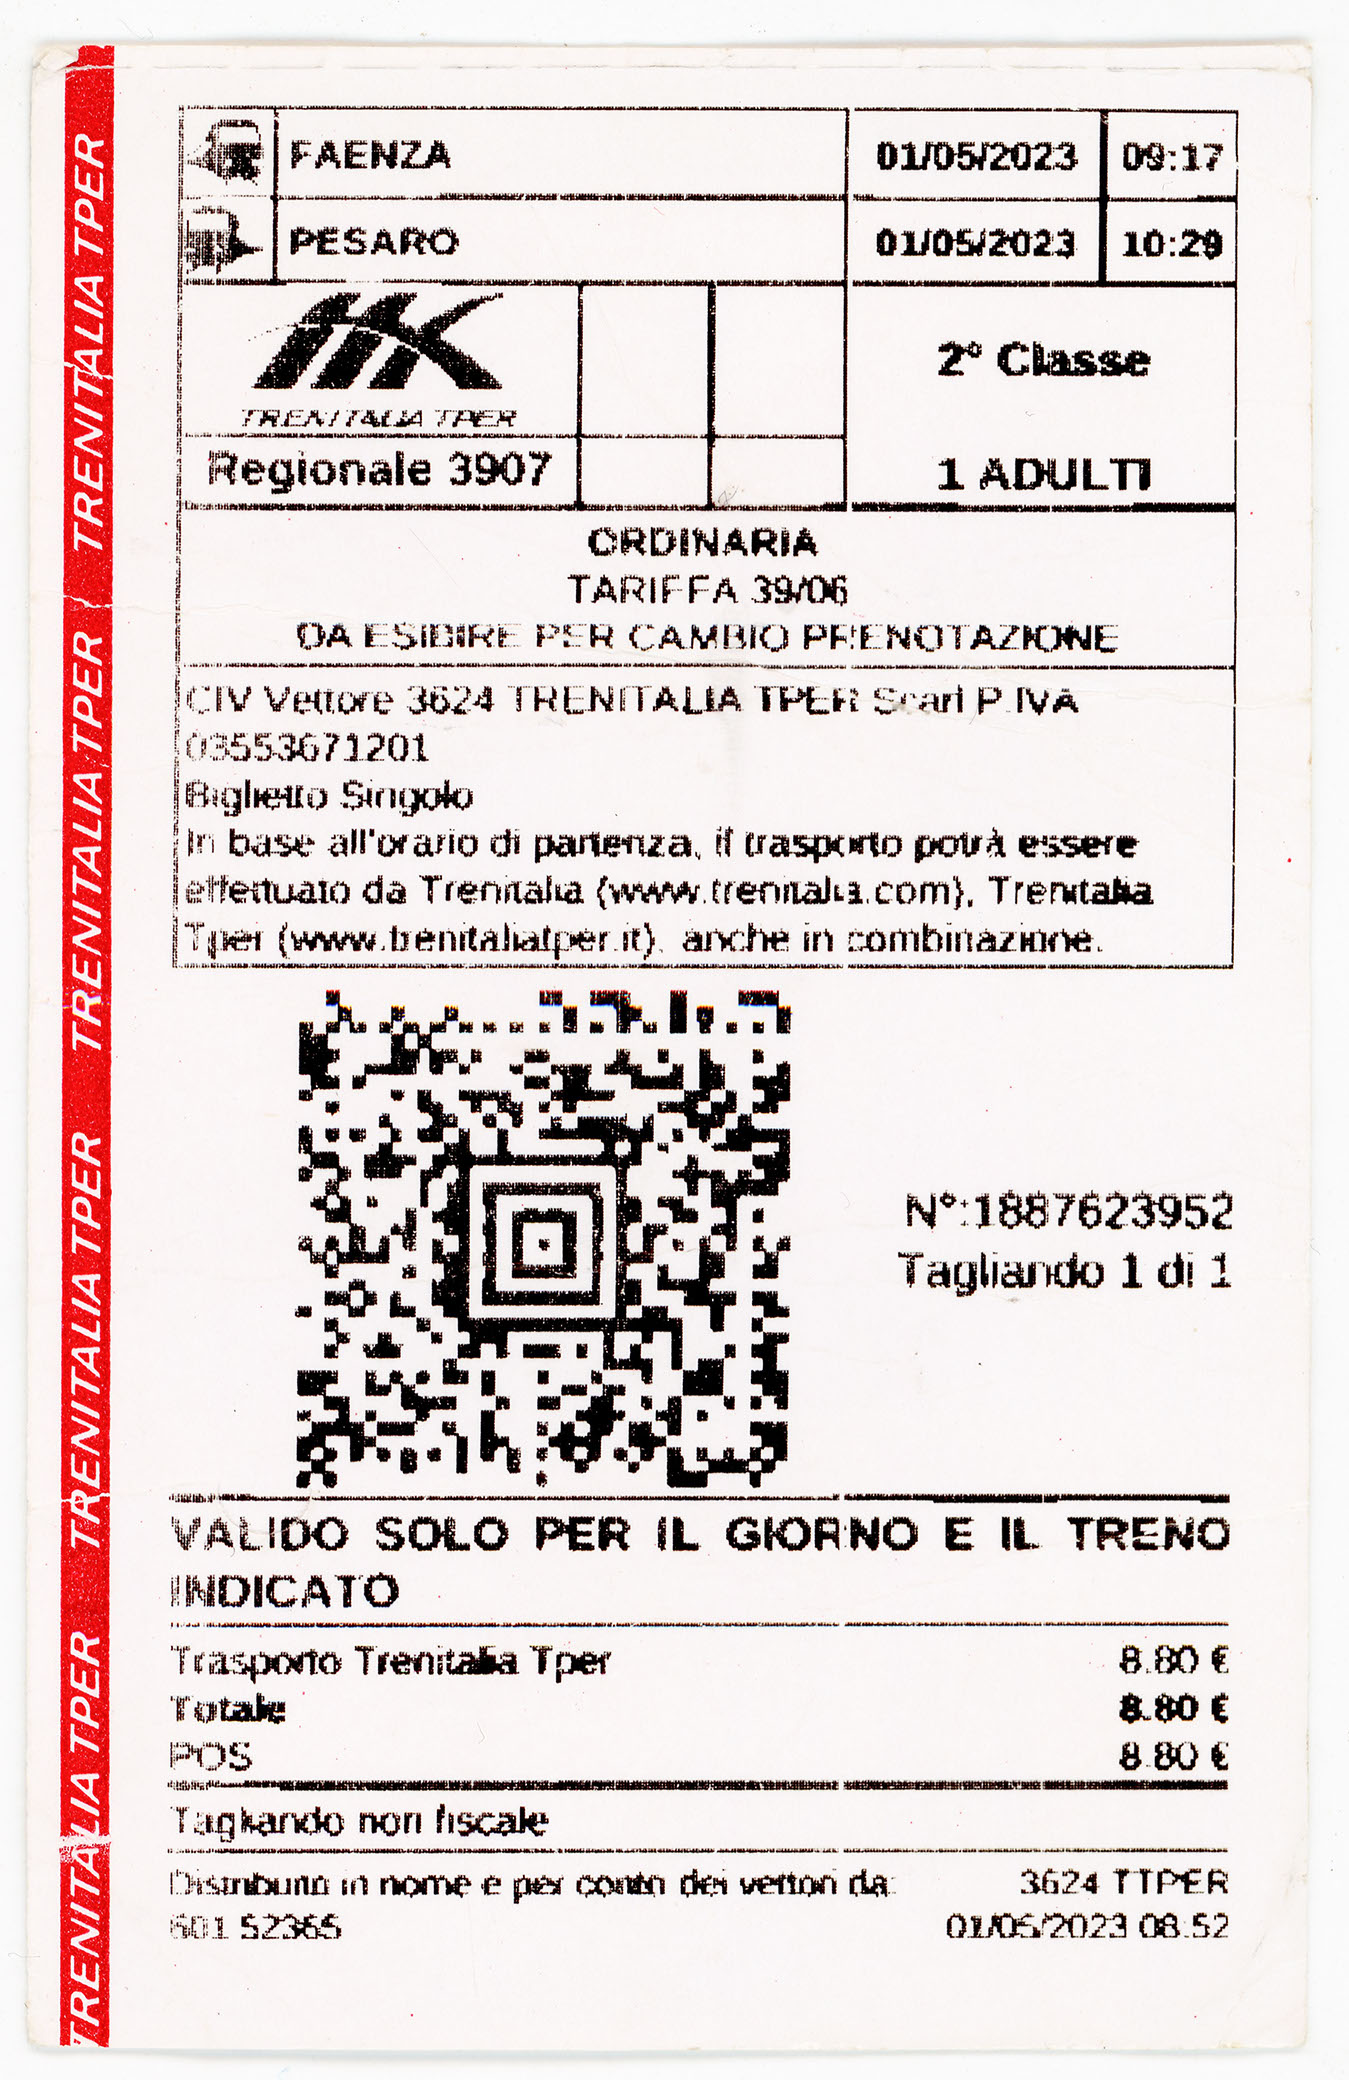 FAENZA 01/05/2023 09:17
PESARO 01/05/2023 10:29
TRENITALIA TPER
2° Classe
Regionale 3907
1 ADULTI
ORDINARIA
TARIFFA 39/06
DA ESIBIRE PER CAMBIO PRENOTAZIONE
CIV Vettore 3624 TRENITALIA TPER Scarl P.IVA
03553671201
Biglietto Singolo
In base all'orario di partenza, il trasporto potrà essere
effettuato da Trenitalia (www.trenitalia.com), Trenitalia
Tper (www.trenitaliatper.it), anche in combinazione.
N°:1887623952
Tagliando 1 di 1
VALIDO SOLO PER IL GIORNO E IL TRENO
INDICATO
Trasporto Trenitalia Tper 8.80 €
Totale 8.80 €
POS 8.80 €
Tagliando non fiscale
Distribuito in nome e per conto dei vettori da: 3624 TTPER
601 52365 01/05/2023 08:52
TRENITALIA TPER TRENITALIA TPER TRENITALIA TPER TRENITALIA TPER